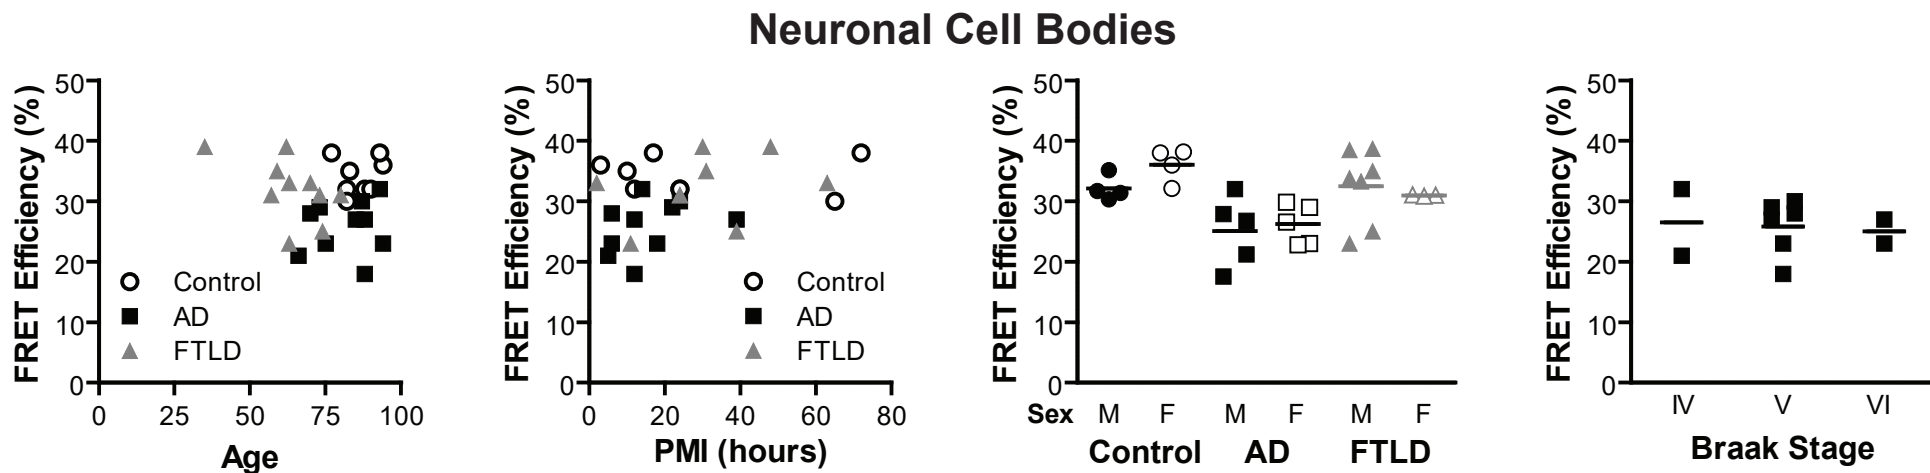 Neuronal Cell Bodies
FRET Efficiency (%)
50
40
30
20
10
0
Control
AD
FTLD
0 25 50 75 100
Age
FRET Efficiency (%)
50
40
30
20
10
0
Control
AD
FTLD
0 20 40 60 80
PMI (hours)
FRET Efficiency (%)
50
40
30
20
10
0
Sex M F M F M F
Control AD FTLD
FRET Efficiency (%)
50
40
30
20
10
0
IV V VI
Braak Stage